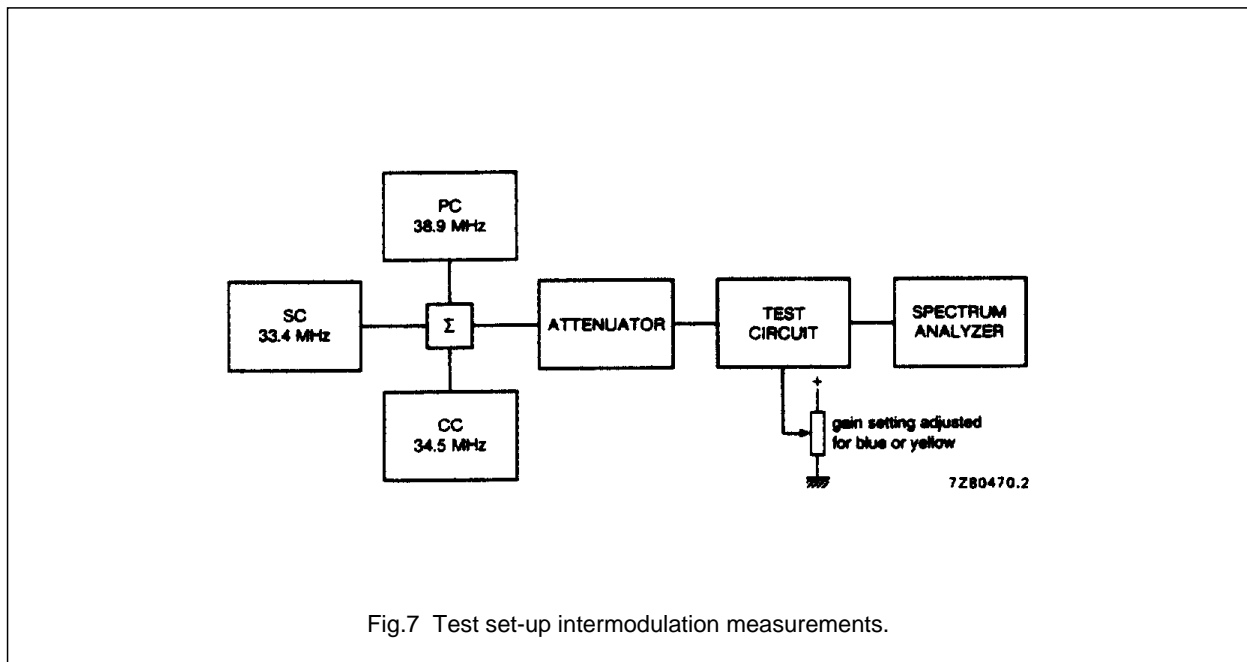 PC
38.9 MHz
SC
33.4 MHz
Σ
ATTENUATOR
TEST
CIRCUIT
SPECTRUM
ANALYZER
CC
34.5 MHz
+
gain setting adjusted
for blue or yellow
7Z80470.2
Fig.7 Test set-up intermodulation measurements.